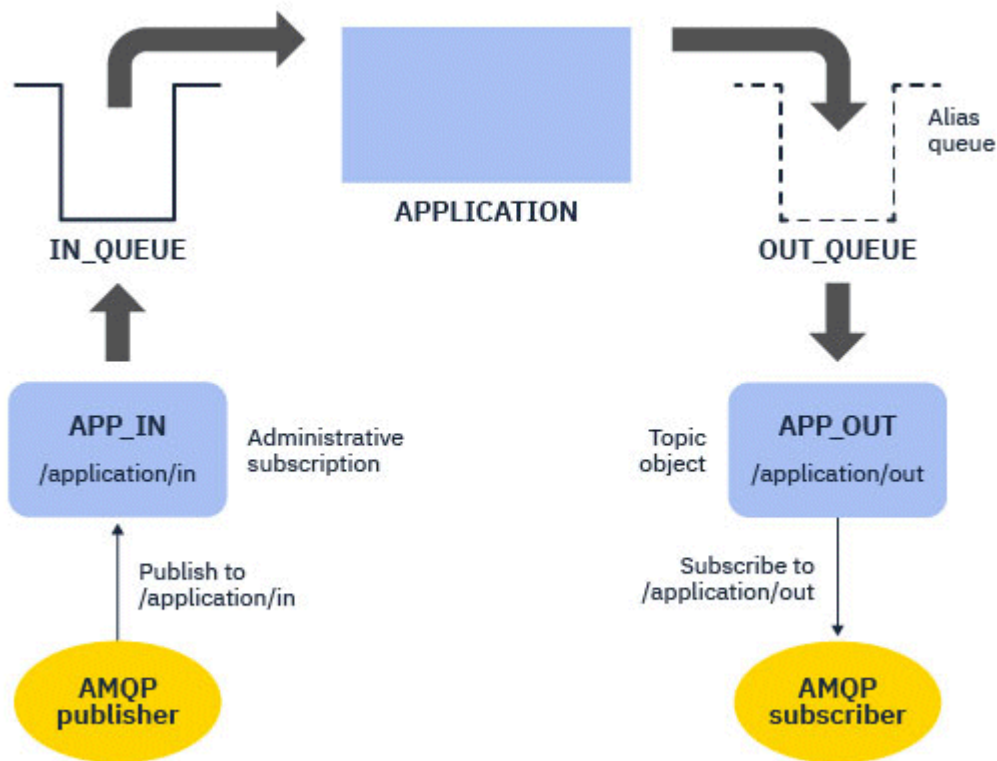 Alias
queue
APPLICATION
IN_QUEUE
OUT_QUEUE
APP_IN
/application/in
Administrative
subscription
Topic
object
APP_OUT
/application/out
Publish to
/application/in
Subscribe to
/application/out
AMQP
publisher
AMQP
subscriber